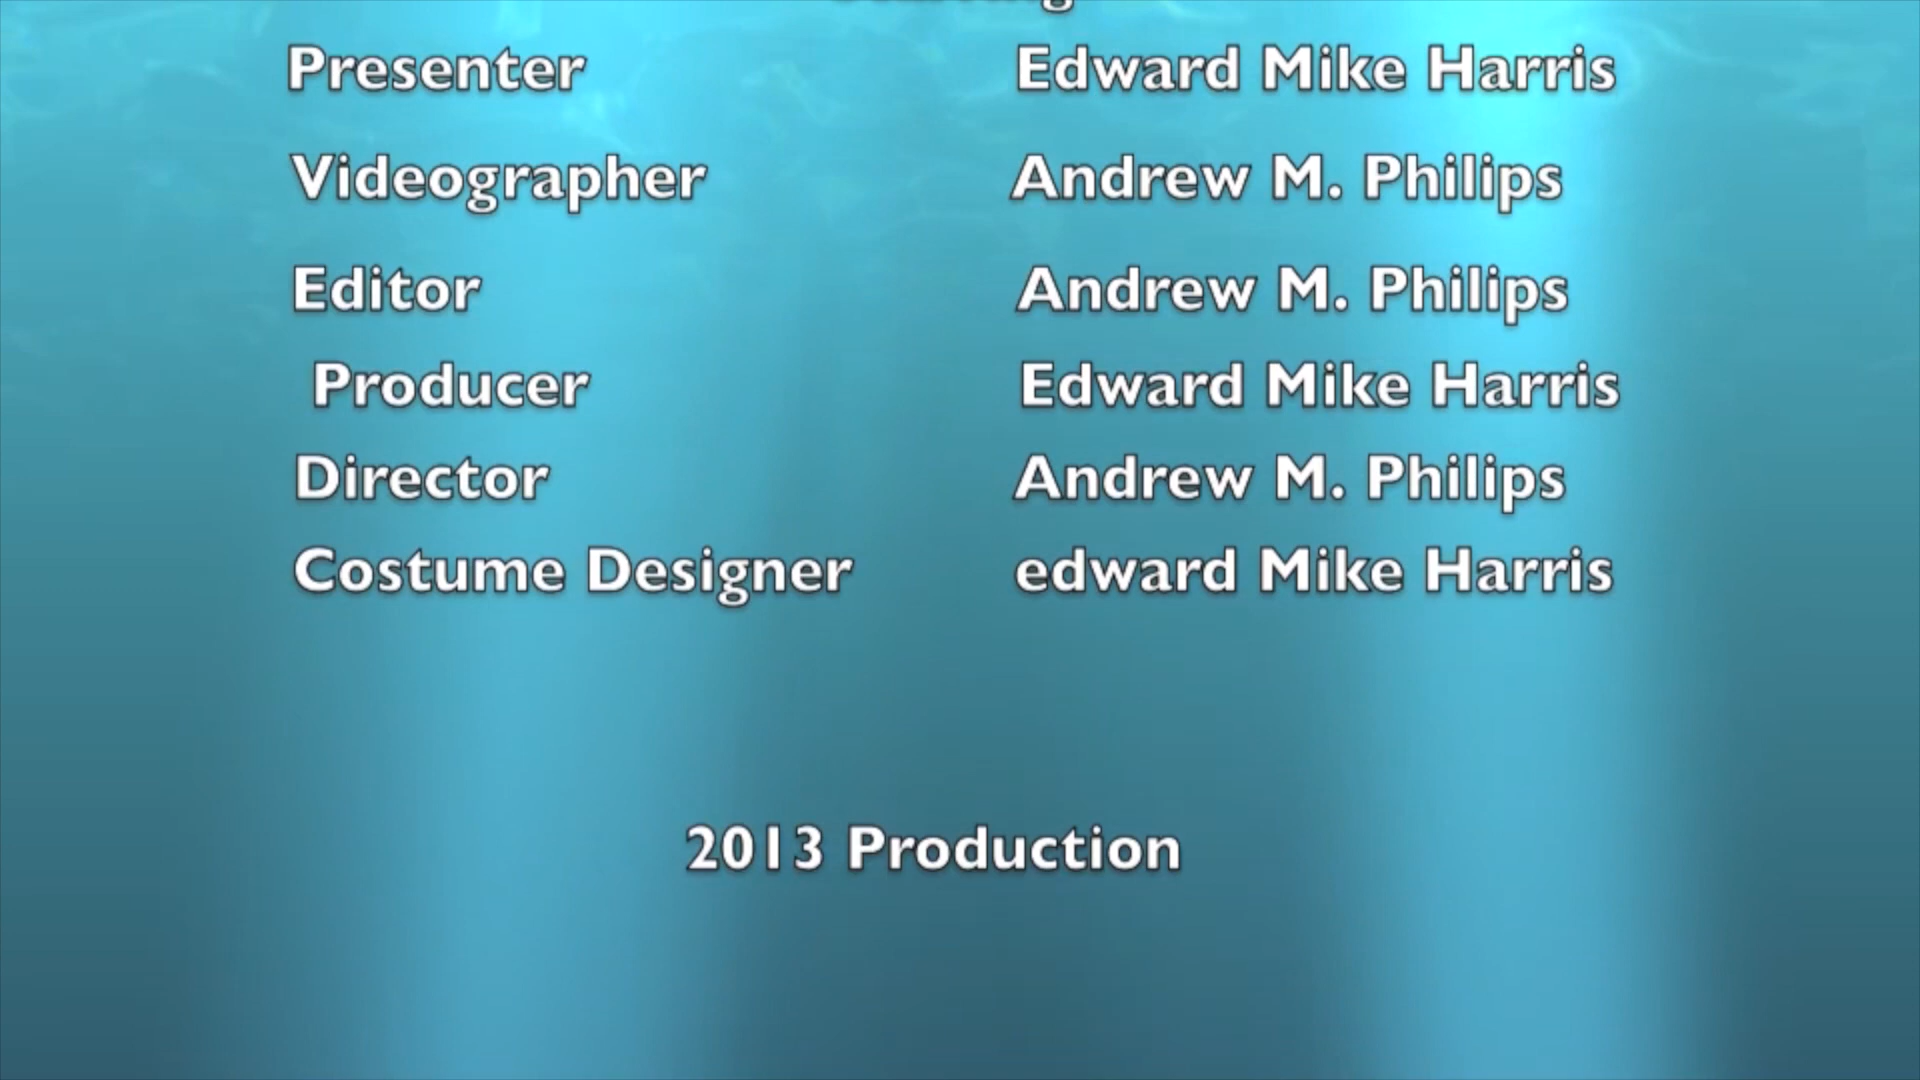 Presenter Edward Mike Harris
Videographer Andrew M. Philips
Editor Andrew M. Philips
Producer Edward Mike Harris
Director Andrew M. Philips
Costume Designer edward Mike Harris
2013 Production